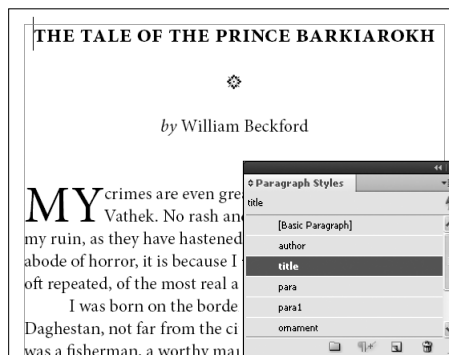 THE TALE OF THE PRINCE BARKIAROKH
by William Beckford
MY crimes are even
Vathek. No rash
my ruin, as they have hastened
abode of horror, it is because I
oft repeated, of the most real a
I was born on the borde
Daghestan, not far from the ci
was a fisherman, a worthy
Paragraph Styles
title
[Basic Paragraph]
author
title
para
para1
ornament